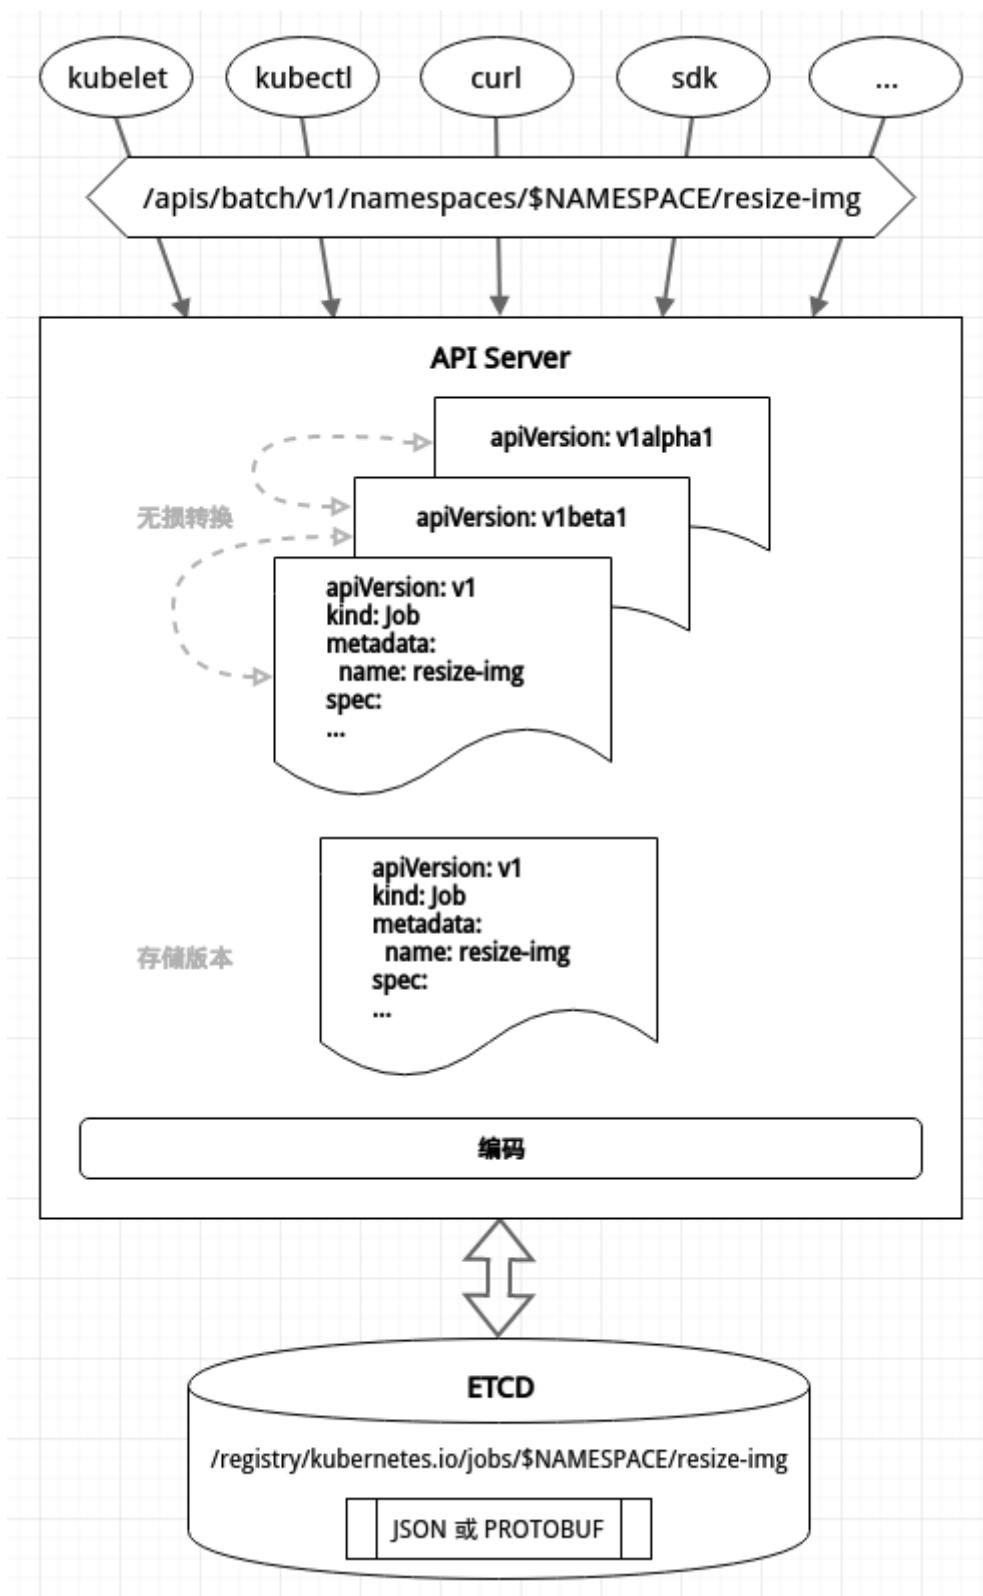 kubelet
kubectl
curl
sdk
...
/apis/batch/v1/namespaces/$NAMESPACE/resize-img
API Server
apiVersion: v1alpha1
apiVersion: v1beta1
无损转换
apiVersion: v1
kind: Job
metadata:
name: resize-img
spec:
...
apiVersion: v1
kind: Job
metadata:
name: resize-img
spec:
...
存储版本
编码
ETCD
/registry/kubernetes.io/jobs/$NAMESPACE/resize-img
JSON 或 PROTOBUF